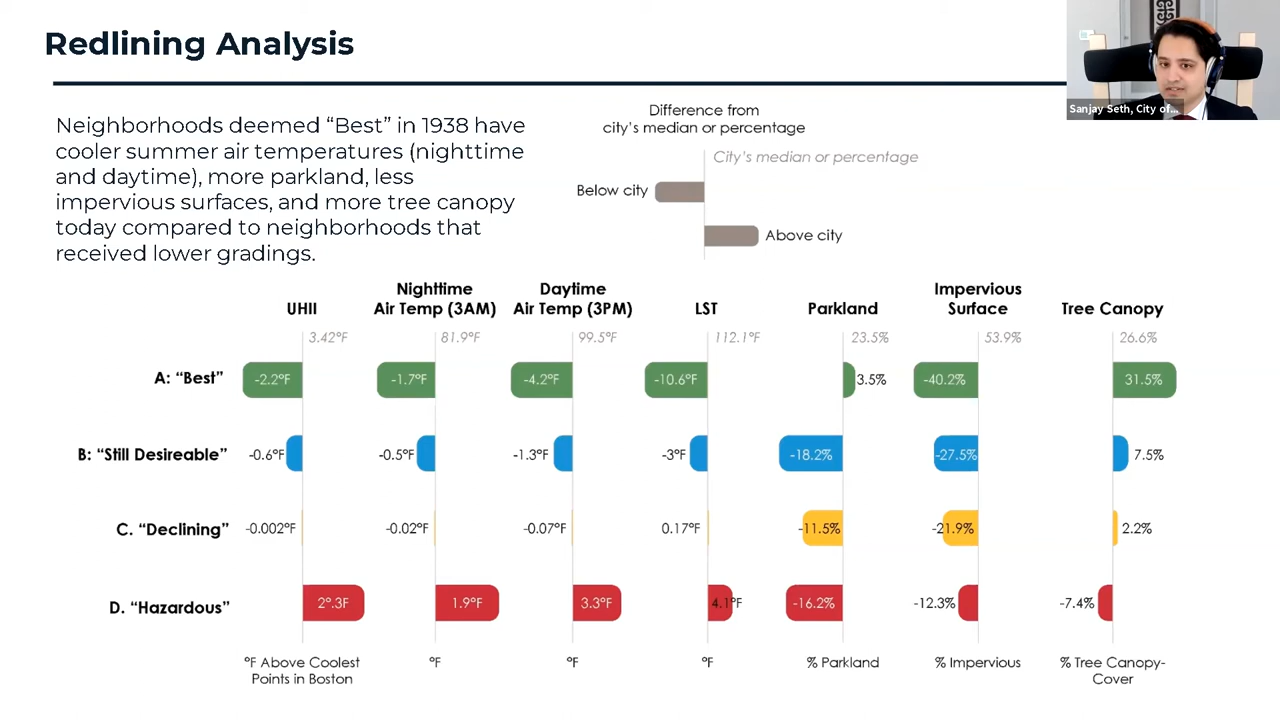 Redlining Analysis
Sanjay Seth, City of...
Neighborhoods deemed “Best” in 1938 have
cooler summer air temperatures (nighttime
and daytime), more parkland, less
impervious surfaces, and more tree canopy
today compared to neighborhoods that
received lower gradings.
Difference from
city’s median or percentage
City’s median or percentage
Below city
Above city
UHII
Nighttime
Air Temp (3AM)
Daytime
Air Temp (3PM)
LST
Parkland
Impervious
Surface
Tree Canopy
3.42°F 81.9°F 99.5°F 112.1°F 23.5% 53.9% 26.6%
A: “Best” -2.2°F -1.7°F -4.2°F -10.6°F 3.5% -40.2% 31.5%
B: “Still Desireable” -0.6°F -0.5°F -1.3°F -3°F -18.2% -27.5% 7.5%
C. “Declining” -0.002°F -0.02°F -0.07°F 0.17°F -11.5% -21.9% 2.2%
D. “Hazardous” 2°.3F 1.9°F 3.3°F 4.1°F -16.2% -12.3% -7.4%
°F Above Coolest
Points in Boston
°F
°F
°F
% Parkland
% Impervious
% Tree Canopy-
Cover